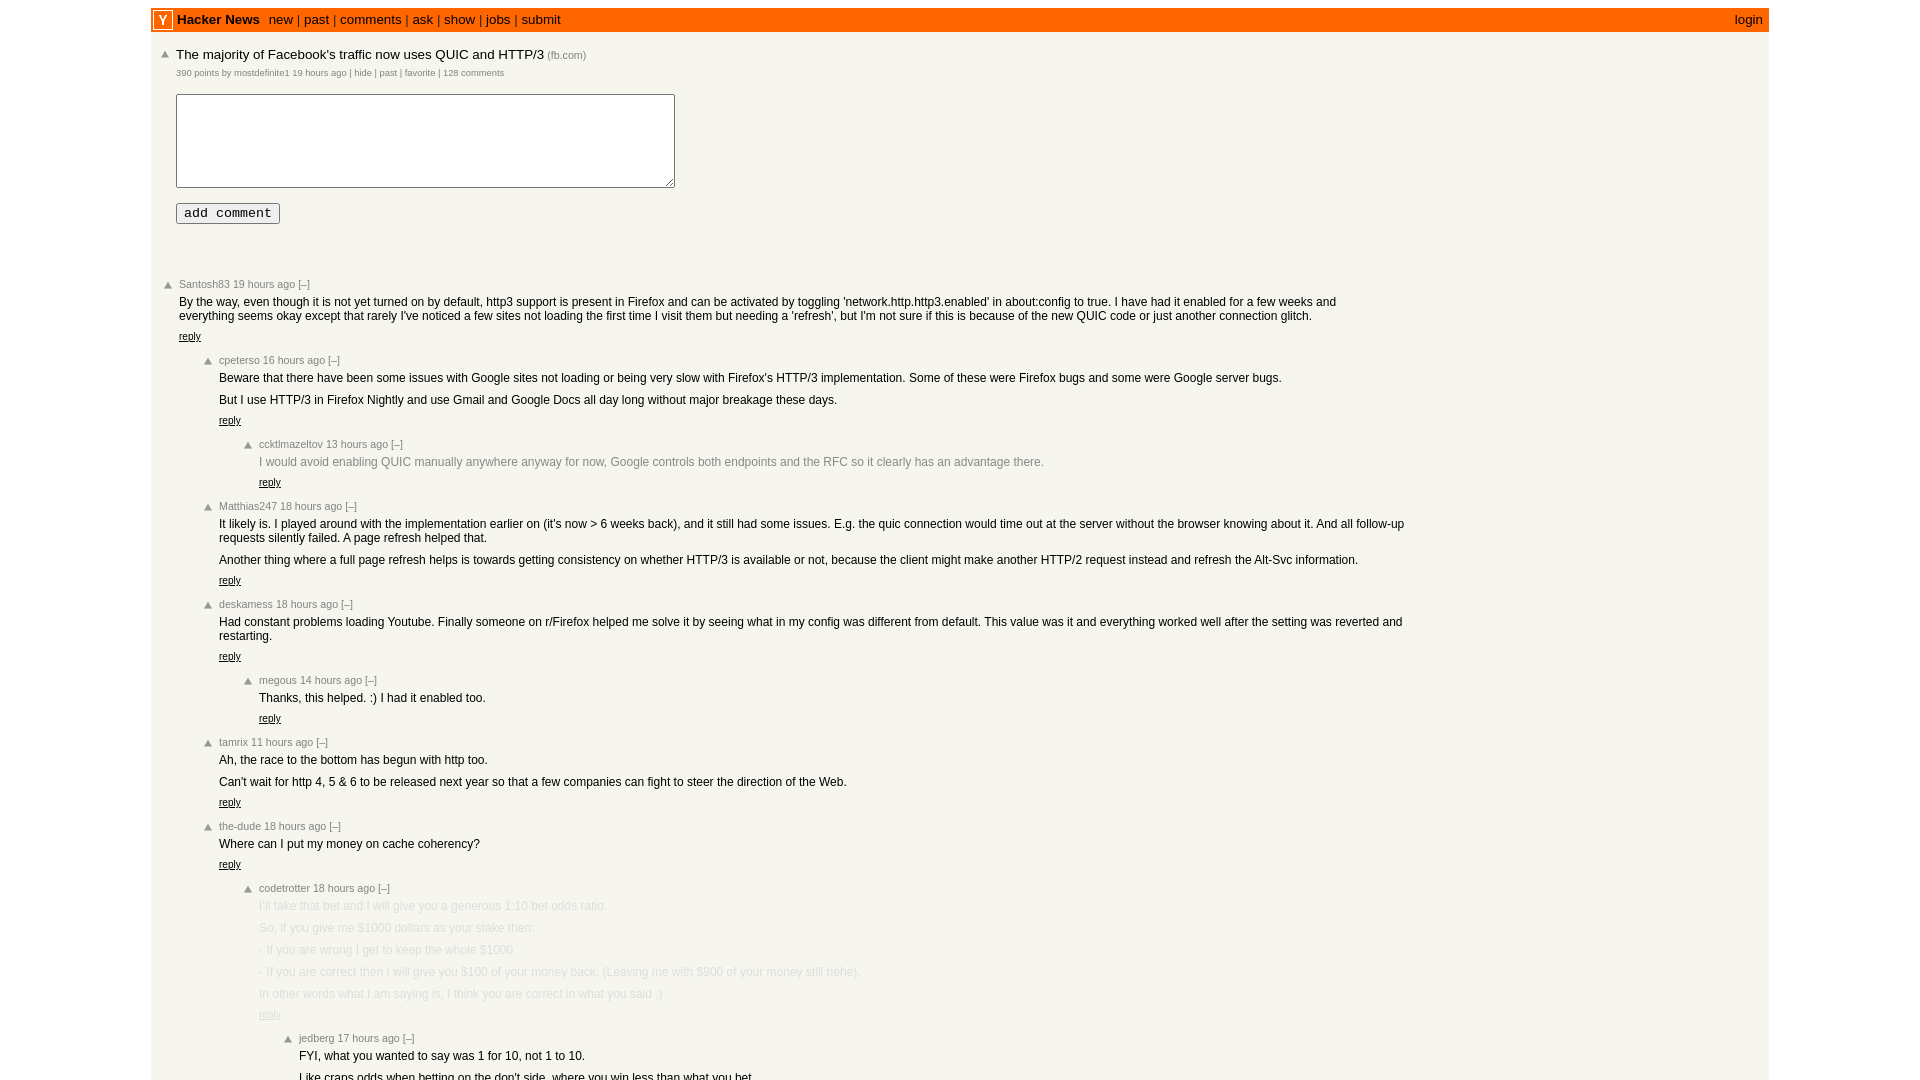 Y Hacker News new | past | comments | ask | show | jobs | submit login
The majority of Facebook's traffic now uses QUIC and HTTP/3 (fb.com)
390 points by mostdefinite1 19 hours ago | hide | past | favorite | 128 comments
add comment
Santosh83 19 hours ago [–]
By the way, even though it is not yet turned on by default, http3 support is present in Firefox and can be activated by toggling 'network.http.http3.enabled' in about:config to true. I have had it enabled for a few weeks and
everything seems okay except that rarely I've noticed a few sites not loading the first time I visit them but needing a 'refresh', but I'm not sure if this is because of the new QUIC code or just another connection glitch.
reply
cpeterso 16 hours ago [–]
Beware that there have been some issues with Google sites not loading or being very slow with Firefox's HTTP/3 implementation. Some of these were Firefox bugs and some were Google server bugs.
But I use HTTP/3 in Firefox Nightly and use Gmail and Google Docs all day long without major breakage these days.
reply
ccktlmazeltov 13 hours ago [–]
I would avoid enabling QUIC manually anywhere anyway for now, Google controls both endpoints and the RFC so it clearly has an advantage there.
reply
Matthias247 18 hours ago [–]
It likely is. I played around with the implementation earlier on (it's now > 6 weeks back), and it still had some issues. E.g. the quic connection would time out at the server without the browser knowing about it. And all follow-up
requests silently failed. A page refresh helped that.
Another thing where a full page refresh helps is towards getting consistency on whether HTTP/3 is available or not, because the client might make another HTTP/2 request instead and refresh the Alt-Svc information.
reply
deskamess 18 hours ago [–]
Had constant problems loading Youtube. Finally someone on r/Firefox helped me solve it by seeing what in my config was different from default. This value was it and everything worked well after the setting was reverted and
restarting.
reply
megous 14 hours ago [–]
Thanks, this helped. :) I had it enabled too.
reply
tamrix 11 hours ago [–]
Ah, the race to the bottom has begun with http too.
Can't wait for http 4, 5 & 6 to be released next year so that a few companies can fight to steer the direction of the Web.
reply
the-dude 18 hours ago [–]
Where can I put my money on cache coherency?
reply
codetrotter 18 hours ago [–]
I'll take that bet and I will give you a generous 1:10 bet odds ratio.
So, if you give me $1000 dollars as your stake then:
- If you are wrong I get to keep the whole $1000
- If you are correct then I will give you $100 of your money back. (Leaving me with $900 of your money still hehe).
In other words what I am saying is, I think you are correct in what you said ;)
reply
jedberg 17 hours ago [–]
FYI, what you wanted to say was 1 for 10, not 1 to 10.
Like craps odds when betting on the don't side, where you win less than what you bet.